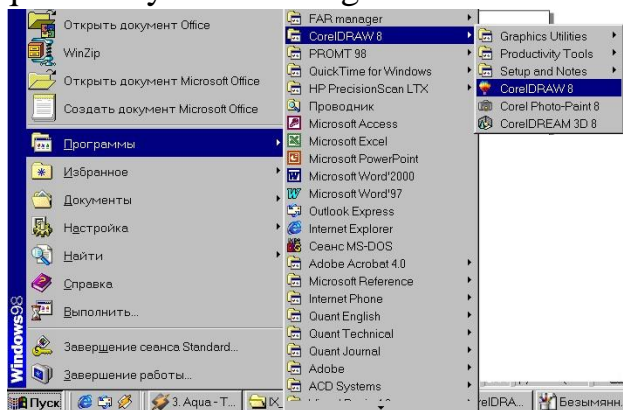 Открыть документ Office
WinZip
Открыть документ Microsoft Office
Создать документ Microsoft Office
Программы
Избранное
Документы
Настройка
Найти
Справка
Выполнить...
Завершение сеанса Standard...
Завершение работы...
Windows98
FAR manager
CorelDRAW 8
PROMT 98
QuickTime for Windows
HP PrecisionScan LTX
Проводник
Microsoft Access
Microsoft Excel
Microsoft PowerPoint
Microsoft Word'2000
Microsoft Word'97
Outlook Express
Internet Explorer
Сеанс MS-DOS
Adobe Acrobat 4.0
Microsoft Reference
Internet Phone
Quant English
Quant Technical
Quant Journal
Adobe
ACD Systems
Graphics Utilities
Productivity Tools
Setup and Notes
CorelDRAW 8
Corel Photo-Paint 8
CorelDREAM 3D 8
Пуск
3. Aqua - T...
IX_
elDRA...
Безымянн